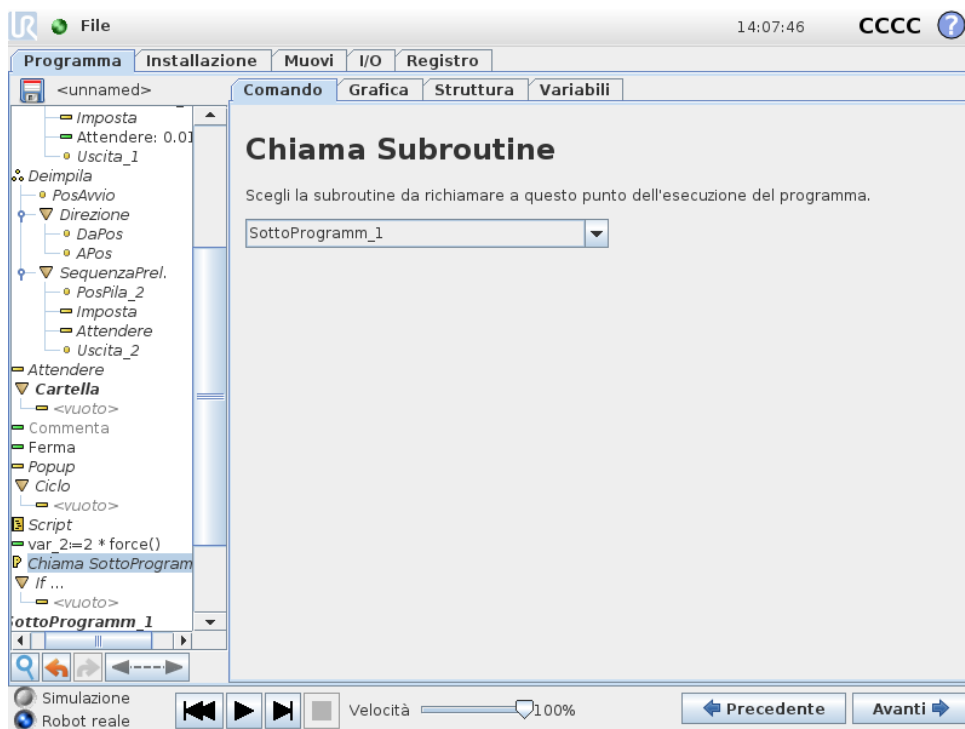 UR File 14:07:46 CCCC ?
Programma Installazione Muovi I/O Registro
<unnamed>
Comando Grafica Struttura Variabili
Imposta
Attendere: 0.01
Uscita_1
Deimpila
PosAvvio
Direzione
DaPos
APos
SequenzaPrel.
PosPila_2
Imposta
Attendere
Uscita_2
Attendere
Cartella
<vuoto>
Commenta
Ferma
Popup
Ciclo
<vuoto>
Script
var_2:=2 * force()
Chiama SottoProgram
If ...
<vuoto>
SottoProgramm_1
Chiama Subroutine
Scegli la subroutine da richiamare a questo punto dell'esecuzione del programma.
SottoProgramm_1
Simulazione
Robot reale
Velocità 100%
Precedente Avanti